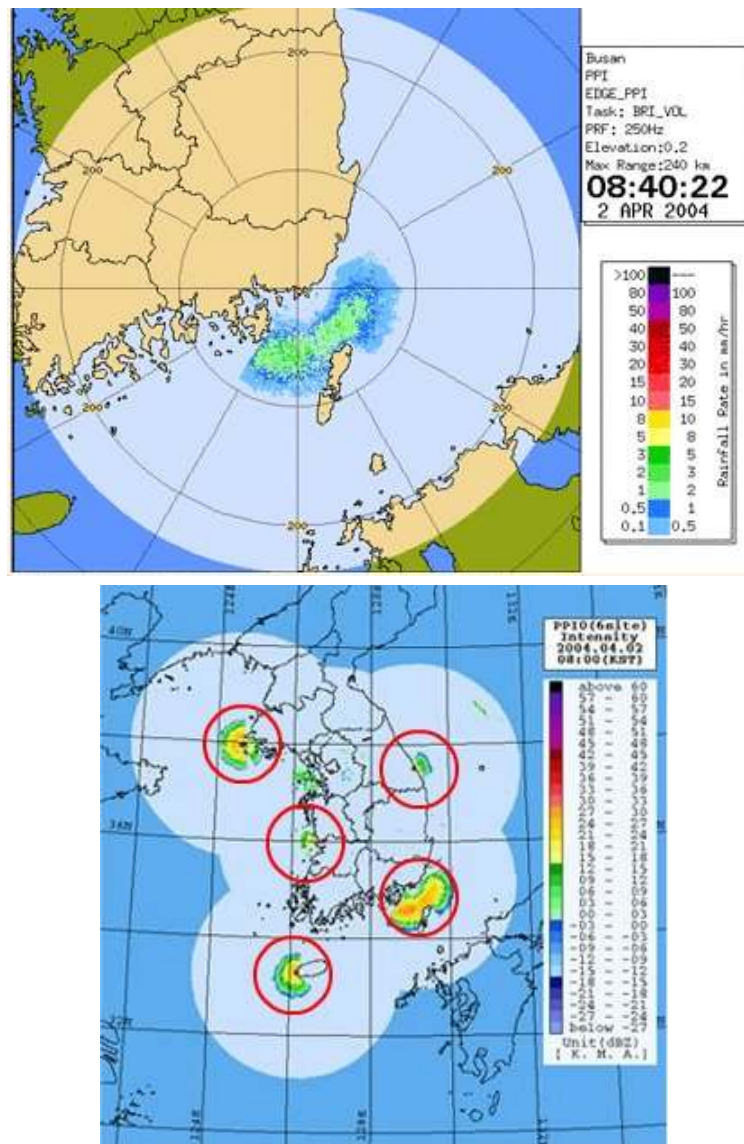 Busan
PPI
EDGE_PPI
Task: BRI_VOL
PRF: 250Hz
Elevation:0.2
Max Range:240 km
08:40:22
2 APR 2004
200
200
200
200
200
200
>100 ----
80 100
50 80
40 50
30 40
20 30
15 20
10 15
8 10
5 8
3 5
2 3
1 2
0.5 1
0.1 0.5
Rainfall Rate in mm/hr
PPI0(6site)
Intensity
2004.04.02
08:00(KST)
above 60
57 ~ 60
54 ~ 57
51 ~ 54
48 ~ 51
45 ~ 48
42 ~ 45
39 ~ 42
36 ~ 39
33 ~ 36
30 ~ 33
27 ~ 30
24 ~ 27
21 ~ 24
18 ~ 21
15 ~ 18
12 ~ 15
09 ~ 12
06 ~ 09
03 ~ 06
00 ~ 03
-03 ~ 00
-06 ~ -03
-09 ~ -06
-12 ~ -09
-15 ~ -12
-18 ~ -15
-21 ~ -18
-24 ~ -21
-27 ~ -24
below -27
Unit(dBZ)
[ K. M. A.]
124E
128E
40N
124E
128E